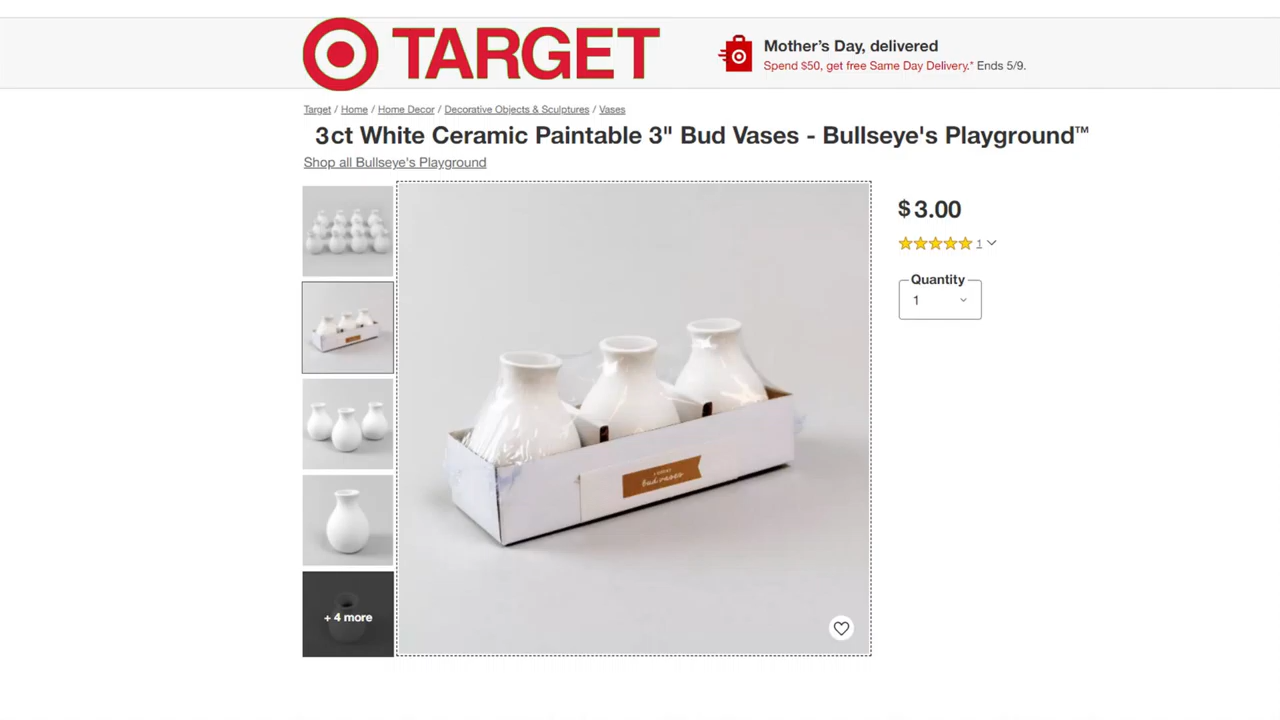 TARGET
Mother's Day, delivered
Spend $50, get free Same Day Delivery.* Ends 5/9.
Target / Home / Home Decor / Decorative Objects & Sculptures / Vases
3ct White Ceramic Paintable 3" Bud Vases - Bullseye's Playground™
Shop all Bullseye's Playground
$3.00
1
Quantity
1
bud vases
+ 4 more